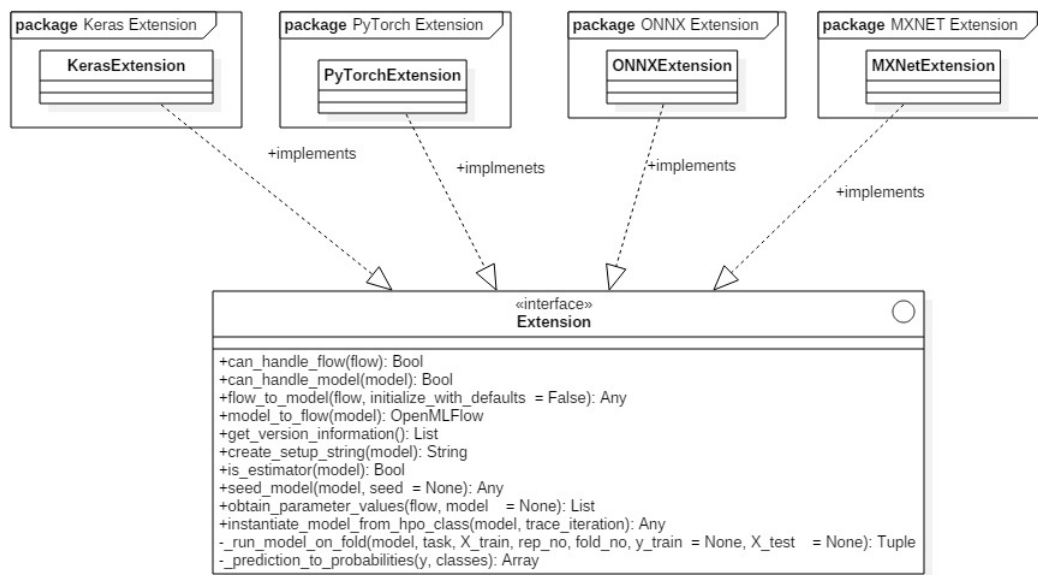 package Keras Extension
package PyTorch Extension
package ONNX Extension
package MXNET Extension
KerasExtension
PyTorchExtension
ONNXExtension
MXNetExtension
+implements
+implmenets
+implements
+implements
«interface»
Extension
+can_handle_flow(flow): Bool
+can_handle_model(model): Bool
+flow_to_model(flow, initialize_with_defaults = False): Any
+model_to_flow(model): OpenMLFlow
+get_version_information(): List
+create_setup_string(model): String
+is_estimator(model): Bool
+seed_model(model, seed = None): Any
+obtain_parameter_values(flow, model = None): List
+instantiate_model_from_hpo_class(model, trace_iteration): Any
-_run_model_on_fold(model, task, X_train, rep_no, fold_no, y_train = None, X_test = None): Tuple
-_prediction_to_probabilities(y, classes): Array